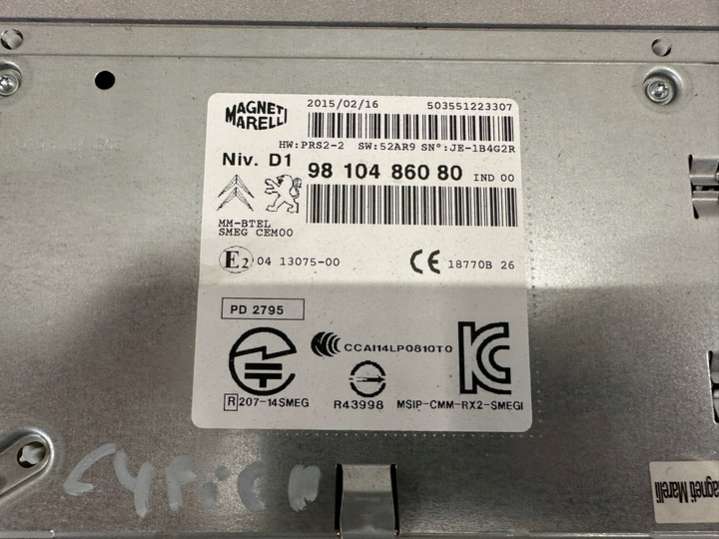 MAGNETI
MARELLI
2015/02/16 503551223307
HW:PRS2-2 SW:52AR9 SN°:JE-1B4G2R
Niv. D1
98 104 860 80 IND 00
MM-BTEL
SMEG CEM00
E2 04 13075-00
CE 18770B 26
PD 2795
CCAI14LP0810T0
R 207-14SMEG
R43998
MSIP-CMM-RX2-SMEGI
agneti Marelli